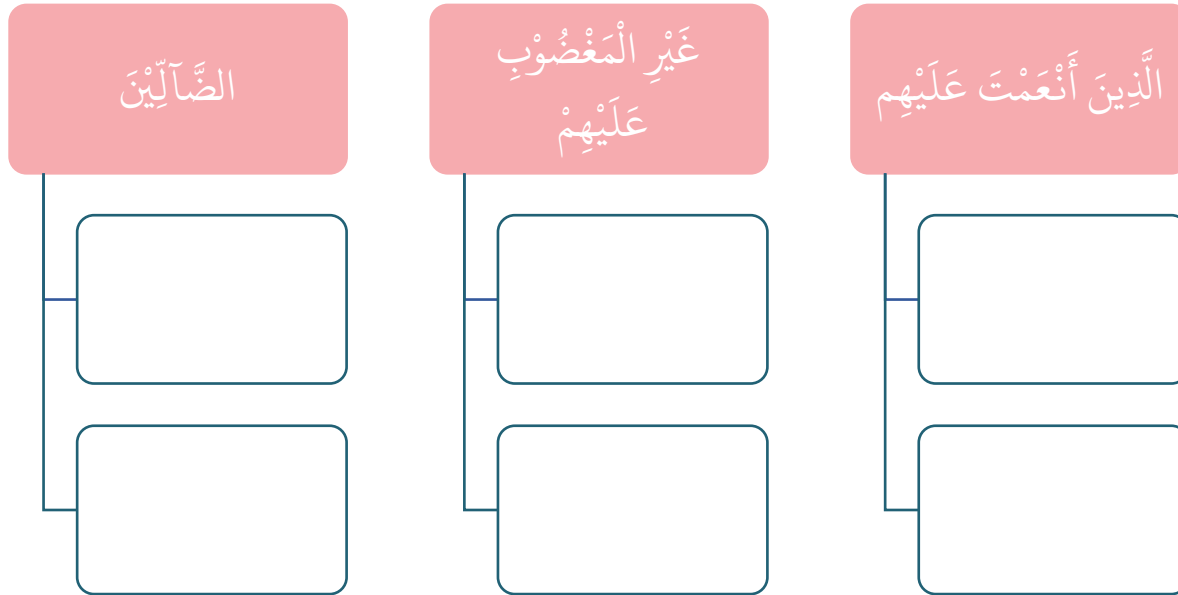 الَّذِينَ أَنْعَمْتَ عَلَيْهِم
غَيْرِ الْمَغْضُوْبِ
عَلَيْهِمْ
الضَّآلِّيْنَ